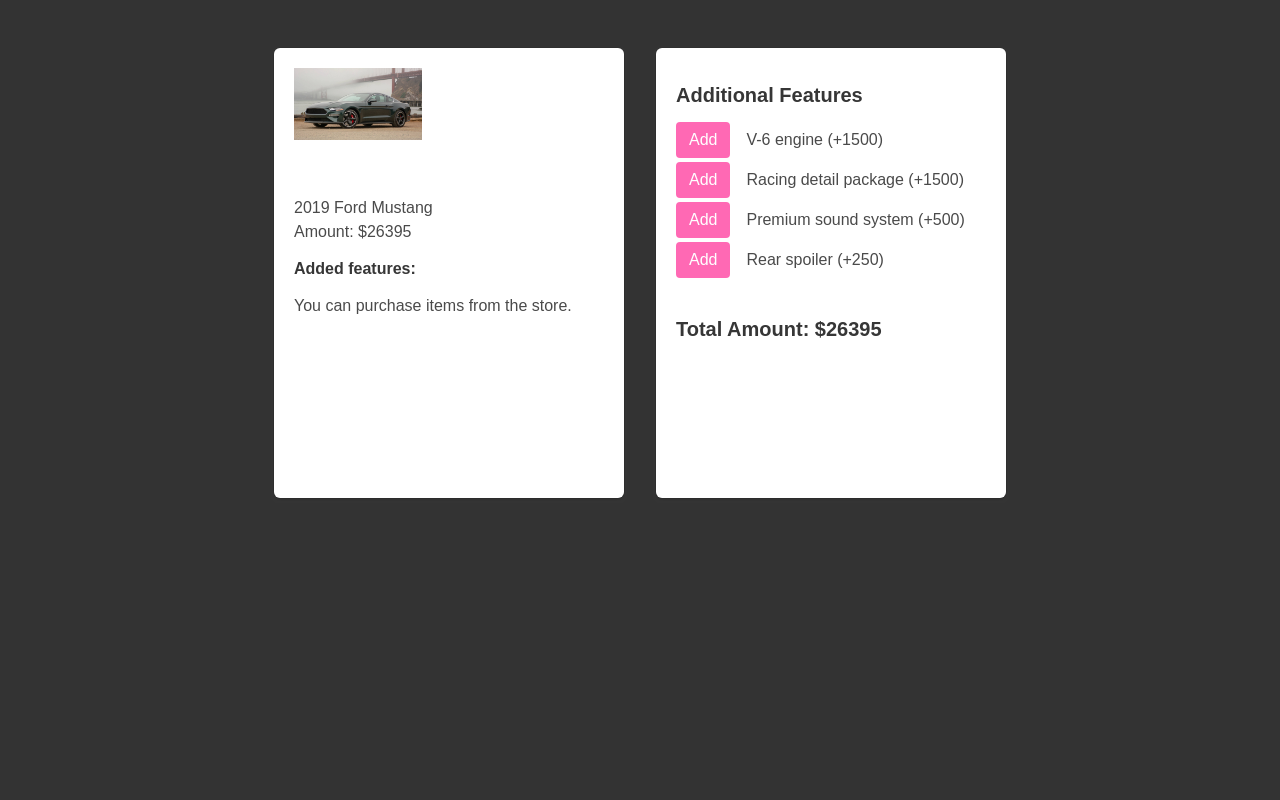 2019 Ford Mustang
Amount: $26395
Added features:
You can purchase items from the store.
Additional Features
Add V-6 engine (+1500)
Add Racing detail package (+1500)
Add Premium sound system (+500)
Add Rear spoiler (+250)
Total Amount: $26395